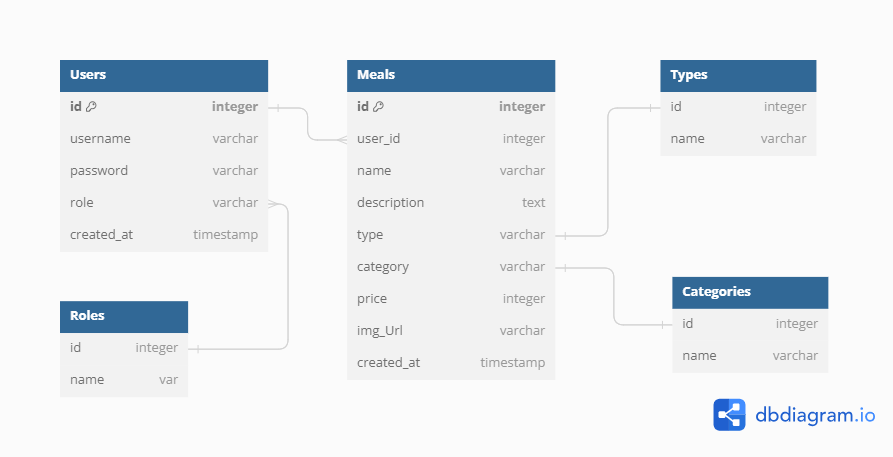 Users
id integer
username varchar
password varchar
role varchar
created_at timestamp
Roles
id integer
name var
Meals
id integer
user_id integer
name varchar
description text
type varchar
category varchar
price integer
img_Url varchar
created_at timestamp
Types
id integer
name varchar
Categories
id integer
name varchar
dbdiagram.io